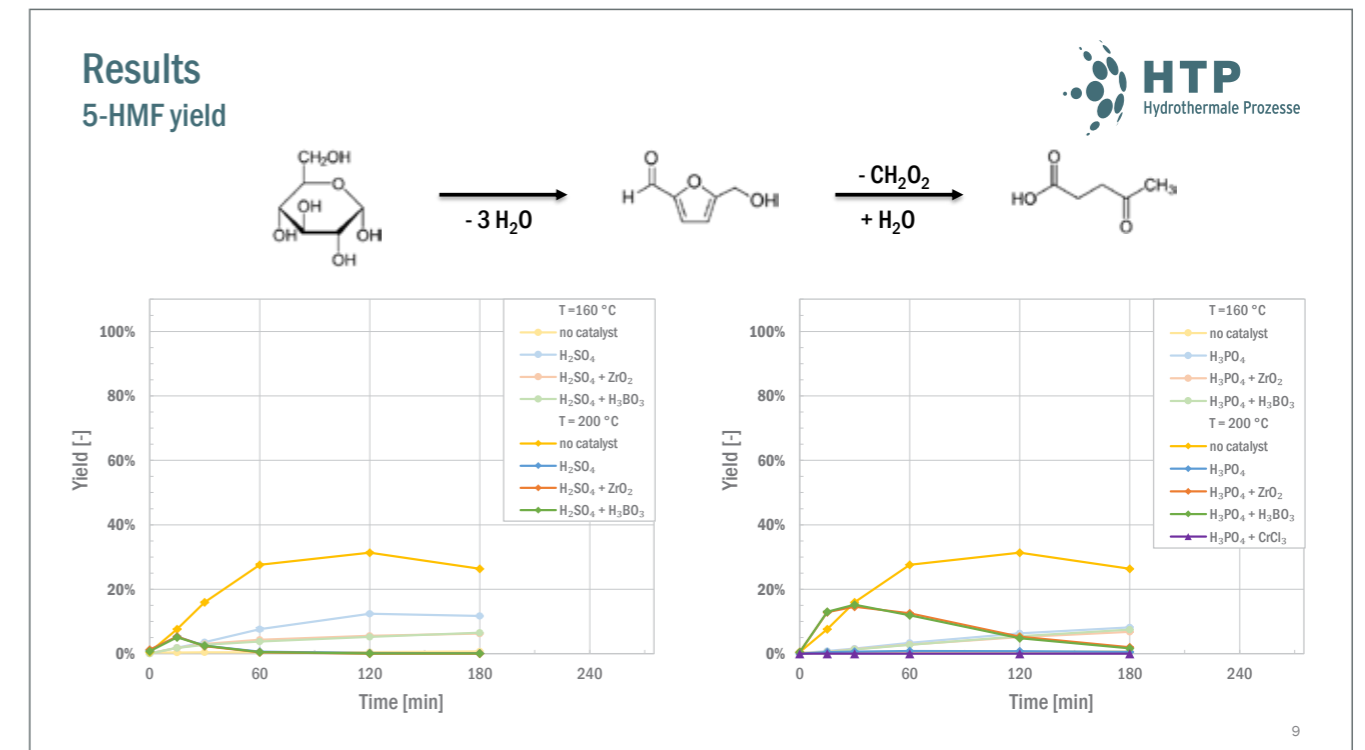 Results
5-HMF yield
HTP
Hydrothermale Prozesse
CH₂OH
O
OH
OH
OH
OH
- 3 H₂O
O
H
O
OH
- CH₂O₂
+ H₂O
O
HO
CH₃
O
T =160 °C
no catalyst
H₂SO₄
H₂SO₄ + ZrO₂
H₂SO₄ + H₃BO₃
T = 200 °C
no catalyst
H₂SO₄
H₂SO₄ + ZrO₂
H₂SO₄ + H₃BO₃
100%
80%
60%
40%
20%
0%
Yield [-]
0 60 120 180 240
Time [min]
T =160 °C
no catalyst
H₃PO₄
H₃PO₄ + ZrO₂
H₃PO₄ + H₃BO₃
T = 200 °C
no catalyst
H₃PO₄
H₃PO₄ + ZrO₂
H₃PO₄ + H₃BO₃
H₃PO₄ + CrCl₃
100%
80%
60%
40%
20%
0%
Yield [-]
0 60 120 180 240
Time [min]
9